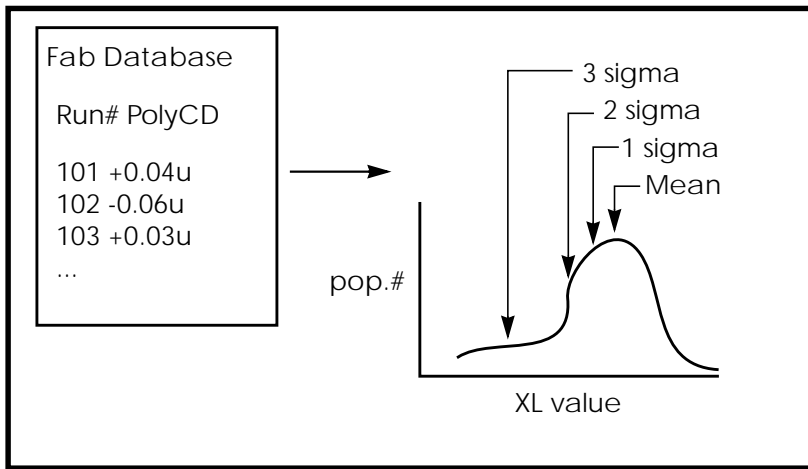 Fab Database
Run# PolyCD
101 +0.04u
102 -0.06u
103 +0.03u
...
3 sigma
2 sigma
1 sigma
Mean
pop.#
XL value